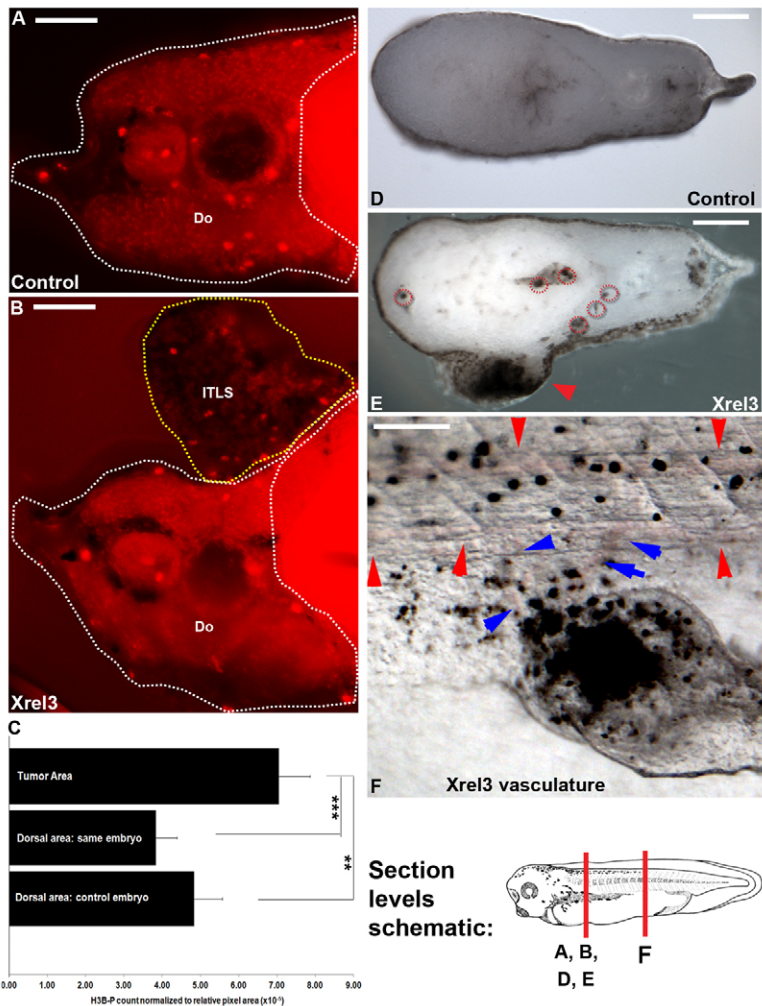 A
Do
Control
B
ITLS
Do
Xrel3
C
Tumor Area
Dorsal area: same embryo
Dorsal area: control embryo
***
**
0.00 1.00 2.00 3.00 4.00 5.00 6.00 7.00 8.00 9.00
H3B-P count normalized to relative pixel area (x10⁻⁵)
D
Control
E
Xrel3
F
Xrel3 vasculature
Section
levels
schematic:
A, B,
D, E
F